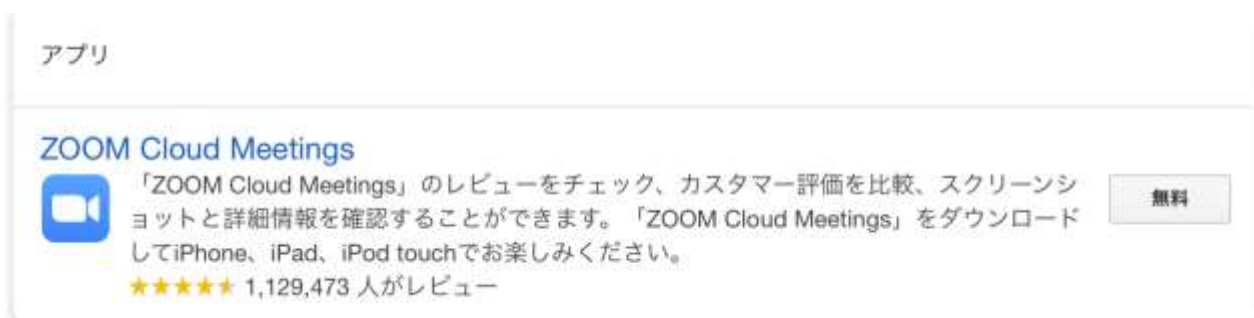 アプリ
ZOOM Cloud Meetings
「ZOOM Cloud Meetings」のレビューをチェック、カスタマー評価を比較、スクリーンシ
ョットと詳細情報を確認することができます。「ZOOM Cloud Meetings」をダウンロード
してiPhone、iPad、iPod touchでお楽しみください。
無料
★★★★★ 1,129,473 人がレビュー